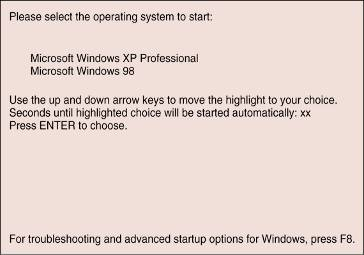 Please select the operating system to start:
Microsoft Windows XP Professional
Microsoft Windows 98
Use the up and down arrow keys to move the highlight to your choice.
Seconds until highlighted choice will be started automatically: xx
Press ENTER to choose.
For troubleshooting and advanced startup options for Windows, press F8.